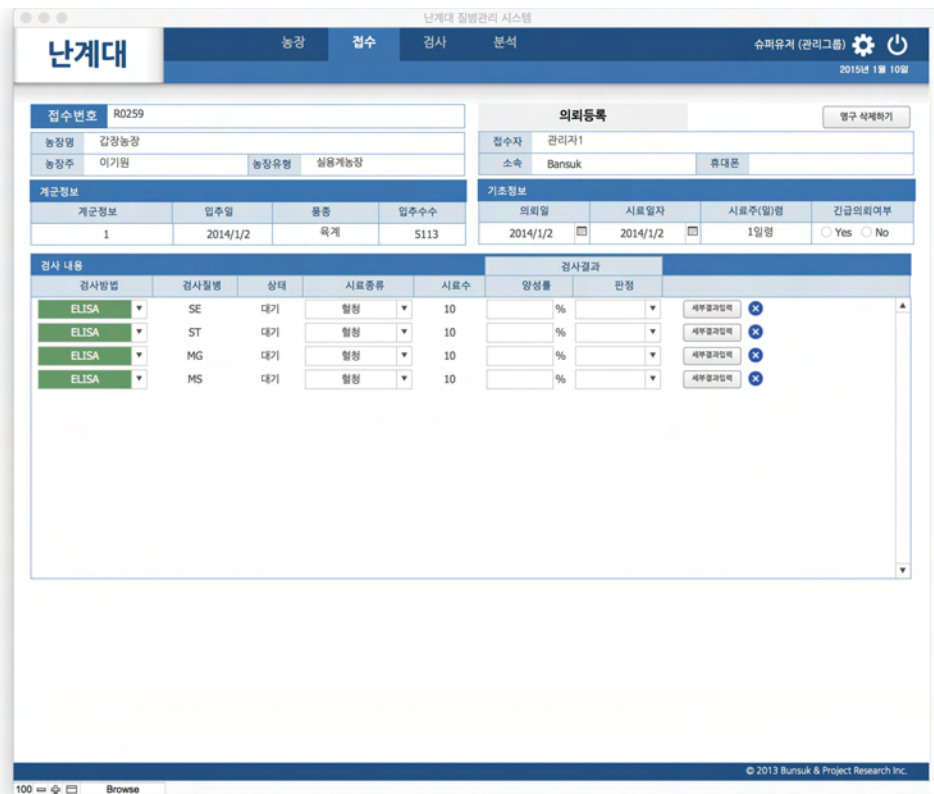 난계대 질병관리 시스템
난계대
농장 접수 검사 분석
슈퍼유저 (관리그룹)
2015년 1월 10일
접수번호 R0259
의뢰등록
영구 삭제하기
농장명 갑장농장
접수자 관리자1
농장주 이기원 농장유형 실용계농장
소속 Bansuk 휴대폰
계군정보
기초정보
계군정보 입추일 품종 입추수수
의뢰일 시료일자 시료주(일)령 긴급의뢰여부
1 2014/1/2 육계 5113
2014/1/2 2014/1/2 1일령 Yes No
검사 내용 검사결과
검사방법 검사질병 상태 시료종류 시료수 양성률 판정
ELISA SE 대기 혈청 10 % 세부결과입력
ELISA ST 대기 혈청 10 % 세부결과입력
ELISA MG 대기 혈청 10 % 세부결과입력
ELISA MS 대기 혈청 10 % 세부결과입력
© 2013 Bunsuk & Project Research Inc.
100 Browse